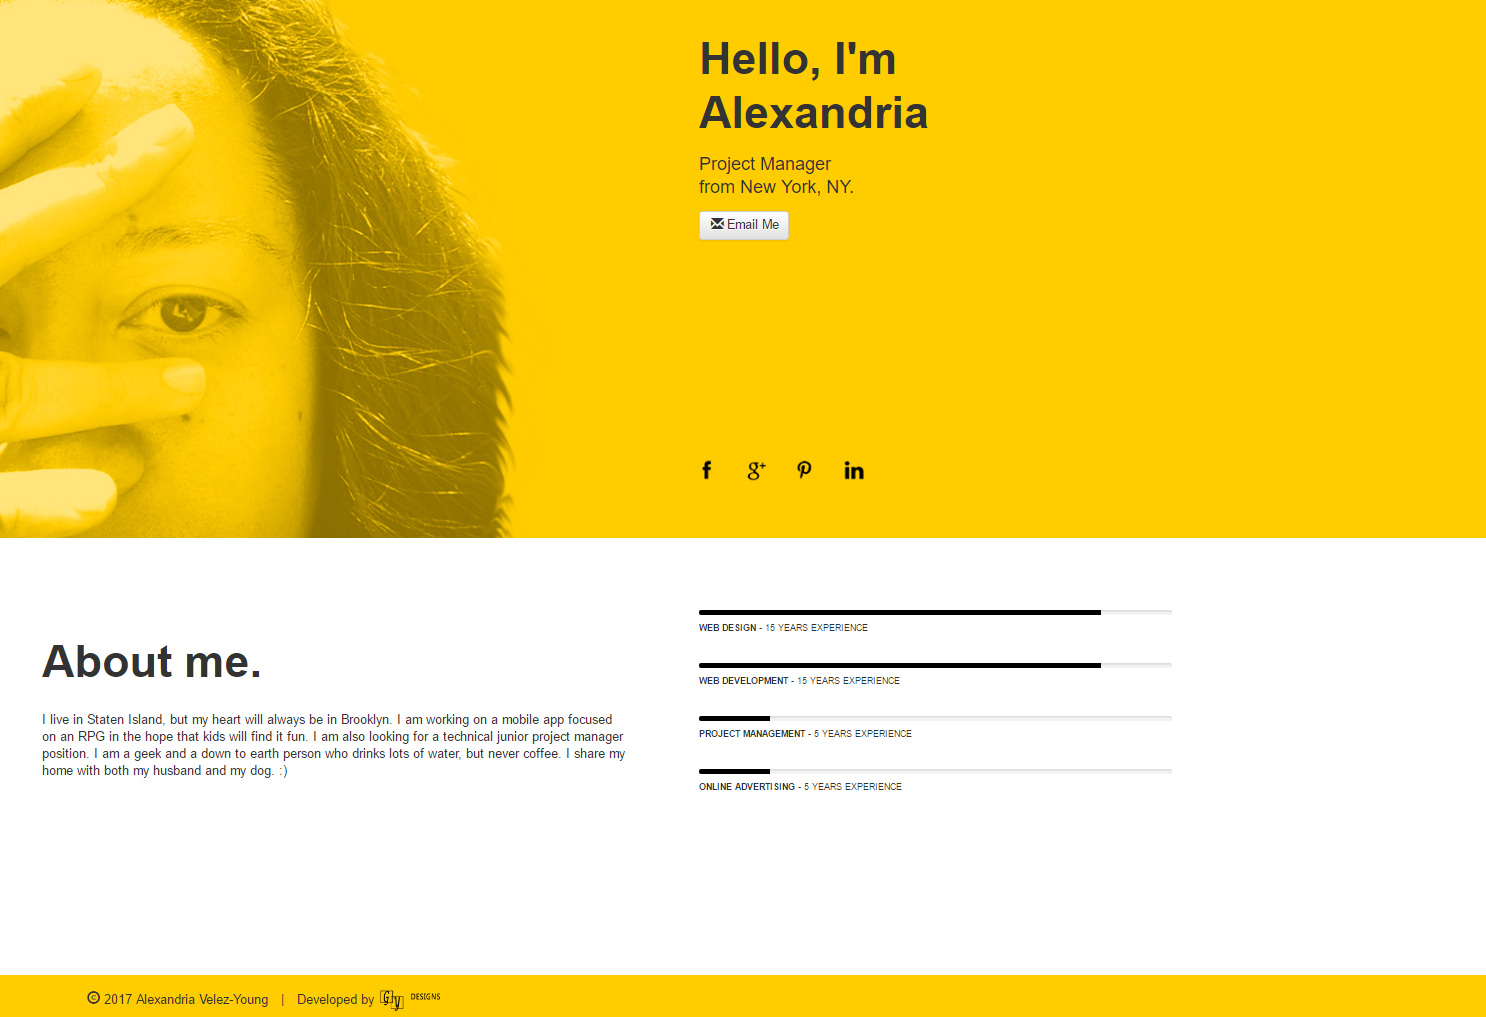 Hello, I'm
Alexandria
Project Manager
from New York, NY.
Email Me
About me.
I live in Staten Island, but my heart will always be in Brooklyn. I am working on a mobile app focused
on an RPG in the hope that kids will find it fun. I am also looking for a technical junior project manager
position. I am a geek and a down to earth person who drinks lots of water, but never coffee. I share my
home with both my husband and my dog. :)
WEB DESIGN - 15 YEARS EXPERIENCE
WEB DEVELOPMENT - 15 YEARS EXPERIENCE
PROJECT MANAGEMENT - 5 YEARS EXPERIENCE
ONLINE ADVERTISING - 5 YEARS EXPERIENCE
© 2017 Alexandria Velez-Young | Developed by Gy DESIGNS